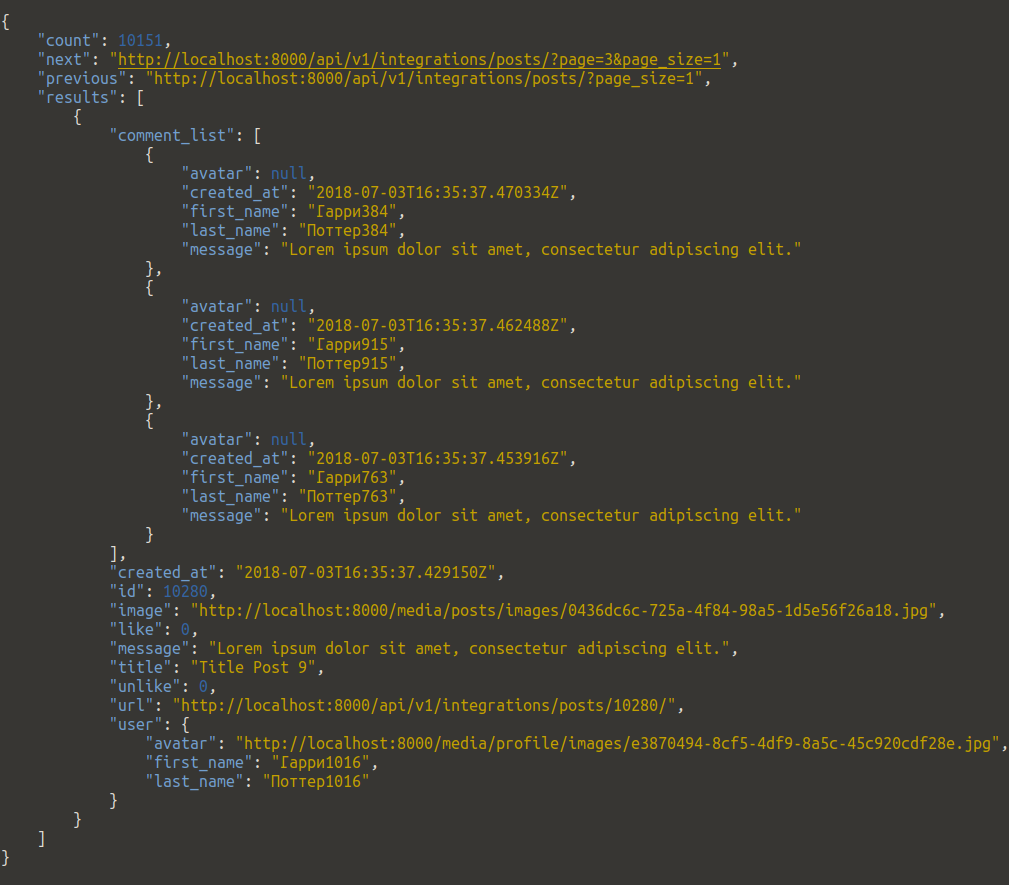 {
    "count": 10151,
    "next": "http://localhost:8000/api/v1/integrations/posts/?page=3&page_size=1",
    "previous": "http://localhost:8000/api/v1/integrations/posts/?page_size=1",
    "results": [
        {
            "comment_list": [
                {
                    "avatar": null,
                    "created_at": "2018-07-03T16:35:37.470334Z",
                    "first_name": "Гарри384",
                    "last_name": "Поттер384",
                    "message": "Lorem ipsum dolor sit amet, consectetur adipiscing elit."
                },
                {
                    "avatar": null,
                    "created_at": "2018-07-03T16:35:37.462488Z",
                    "first_name": "Гарри915",
                    "last_name": "Поттер915",
                    "message": "Lorem ipsum dolor sit amet, consectetur adipiscing elit."
                },
                {
                    "avatar": null,
                    "created_at": "2018-07-03T16:35:37.453916Z",
                    "first_name": "Гарри763",
                    "last_name": "Поттер763",
                    "message": "Lorem ipsum dolor sit amet, consectetur adipiscing elit."
                }
            ],
            "created_at": "2018-07-03T16:35:37.429150Z",
            "id": 10280,
            "image": "http://localhost:8000/media/posts/images/0436dc6c-725a-4f84-98a5-1d5e56f26a18.jpg",
            "like": 0,
            "message": "Lorem ipsum dolor sit amet, consectetur adipiscing elit.",
            "title": "Title Post 9",
            "unlike": 0,
            "url": "http://localhost:8000/api/v1/integrations/posts/10280/",
            "user": {
                "avatar": "http://localhost:8000/media/profile/images/e3870494-8cf5-4df9-8a5c-45c920cdf28e.jpg",
                "first_name": "Гарри1016",
                "last_name": "Поттер1016"
            }
        }
    ]
}